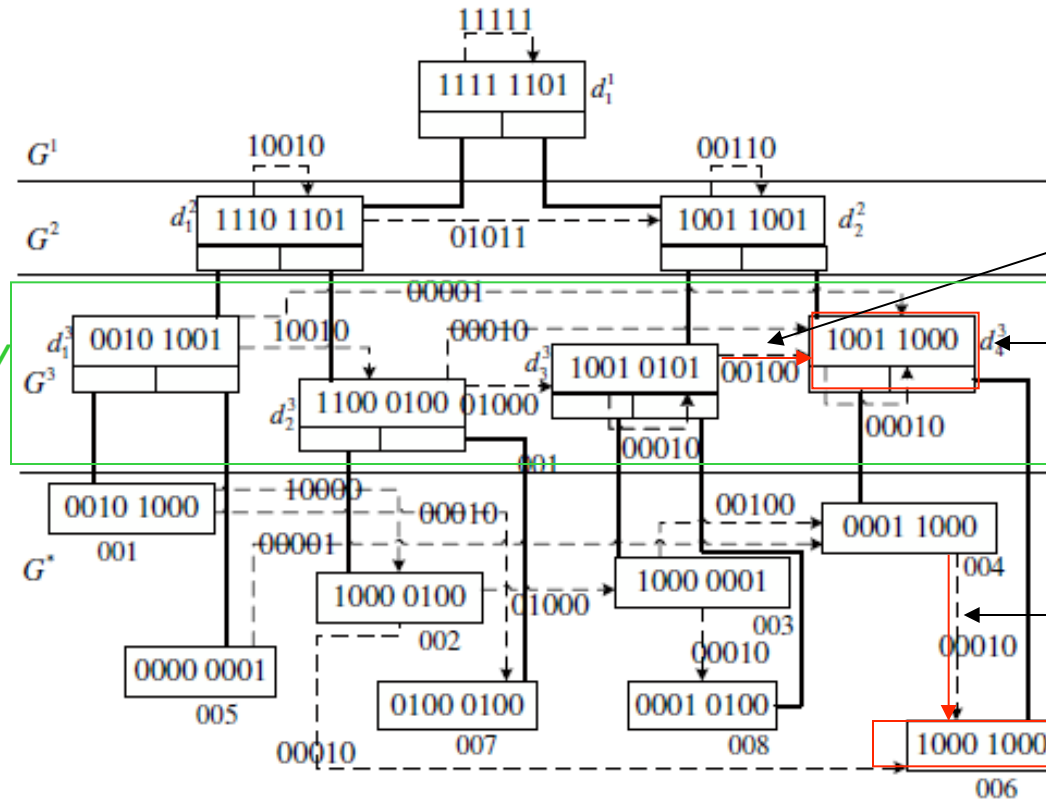 11111
1111 1101 d₁¹
G¹
10010 00110
d₁² 1110 1101 01011 1001 1001 d₂²
G²
00001
d₁³ 0010 1001 10010 00010 1001 1000 d₄³
d₃³ 1001 0101 00100
G³
d₂³ 1100 0100 01000
00010 00010
001
10000
0010 1000 00010 00100
001 0001 1000
00001 004
G*
1000 0100 01000 1000 0001
002 003
00010 00010
0000 0001
005 0100 0100 0001 0100
007 008
00010 1000 1000
006